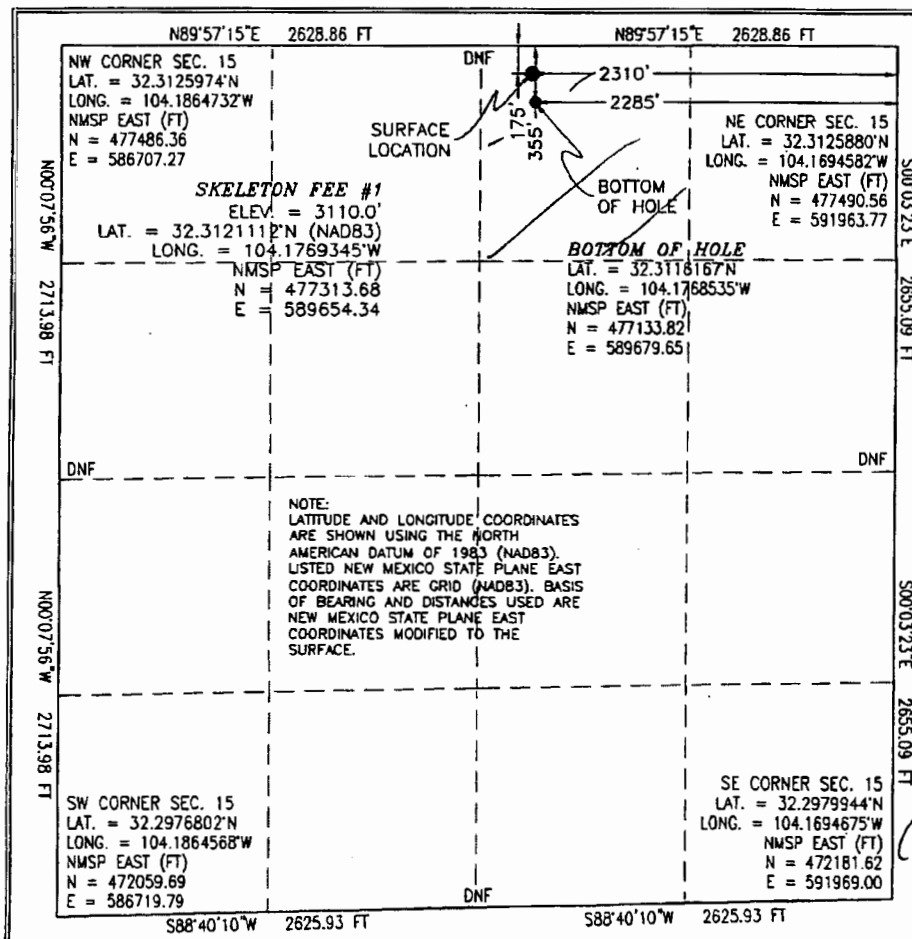 N89°57'15"E 2628.86 FT
N89°57'15"E 2628.86 FT
NW CORNER SEC. 15
LAT. = 32.3125974'N
LONG. = 104.1864732'W
NMSP EAST (FT)
N = 477486.36
E = 586707.27
DNF
2310'
2285'
175'
355'
SURFACE
LOCATION
BOTTOM
OF HOLE
NE CORNER SEC. 15
LAT. = 32.3125880'N
LONG. = 104.1694582'W
NMSP EAST (FT)
N = 477490.56
E = 591963.77
N00°07'56"W 2713.98 FT
S00°03'23"E 2655.09 FT
SKELETON FEE #1
ELEV. = 3110.0'
LAT. = 32.3121112'N (NAD83)
LONG. = 104.1769345'W
NMSP EAST (FT)
N = 477313.68
E = 589654.34
BOTTOM OF HOLE
LAT. = 32.3116167'N
LONG. = 104.1768535'W
NMSP EAST (FT)
N = 477133.82
E = 589679.65
DNF
DNF
NOTE:
LATITUDE AND LONGITUDE COORDINATES
ARE SHOWN USING THE NORTH
AMERICAN DATUM OF 1983 (NAD83).
LISTED NEW MEXICO STATE PLANE EAST
COORDINATES ARE GRID (NAD83). BASIS
OF BEARING AND DISTANCES USED ARE
NEW MEXICO STATE PLANE EAST
COORDINATES MODIFIED TO THE
SURFACE.
N00°07'56"W 2713.98 FT
S00°03'23"E 2655.09 FT
SW CORNER SEC. 15
LAT. = 32.2976802'N
LONG. = 104.1864568'W
NMSP EAST (FT)
N = 472059.69
E = 586719.79
DNF
SE CORNER SEC. 15
LAT. = 32.2979944'N
LONG. = 104.1694675'W
NMSP EAST (FT)
N = 472181.62
E = 591969.00
S88°40'10"W 2625.93 FT
S88°40'10"W 2625.93 FT